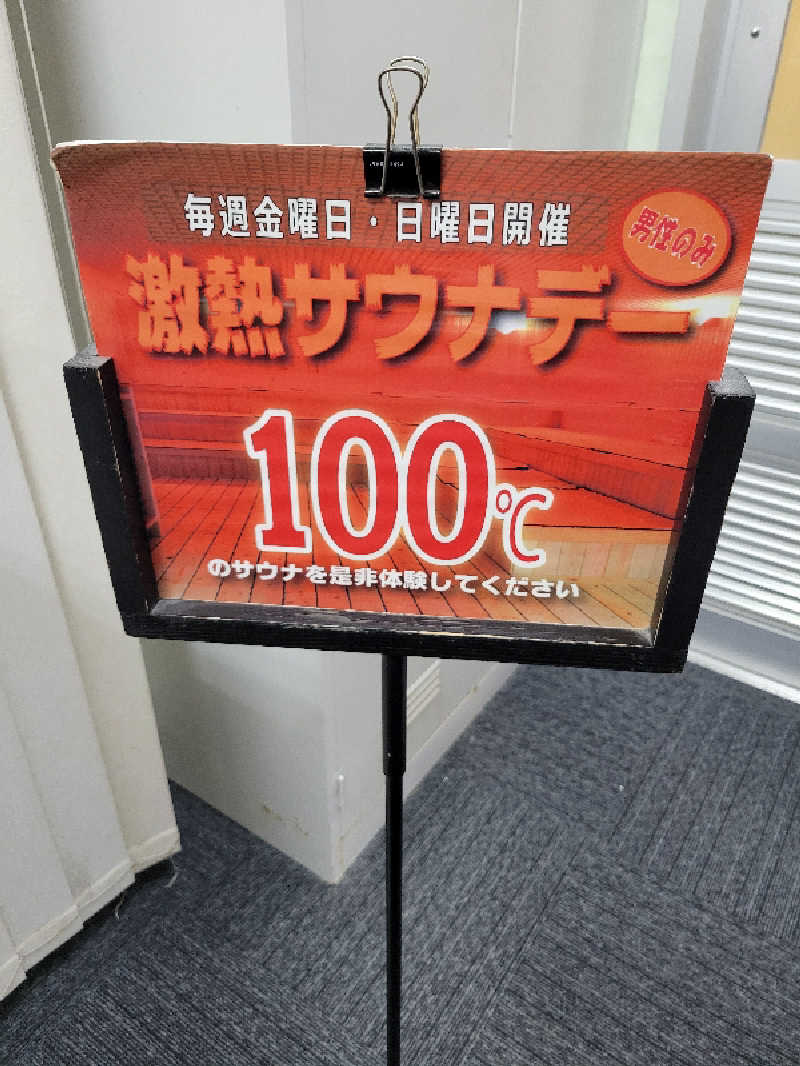 毎週金曜日・日曜日開催
男性のみ
激熱サウナデー
100℃
のサウナを是非体験してください